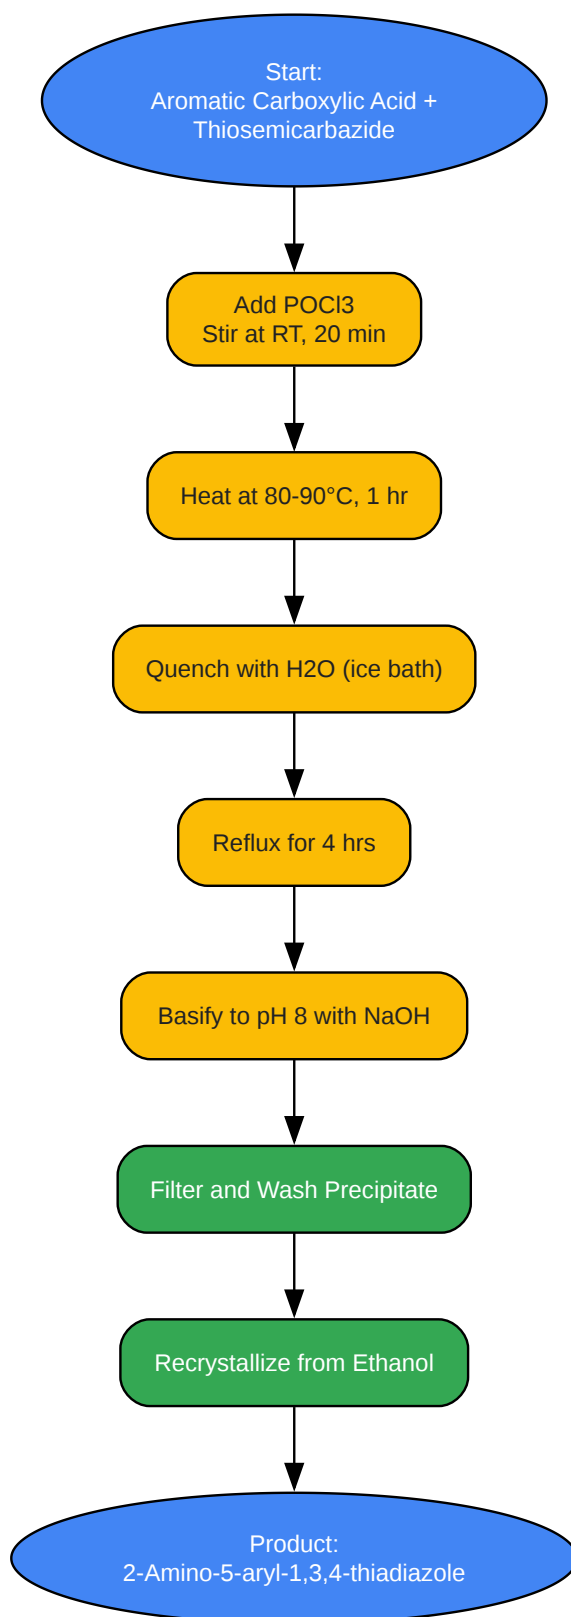 Start:
Aromatic Carboxylic Acid +
Thiosemicarbazide
Add POCl3
Stir at RT, 20 min
Heat at 80-90°C, 1 hr
Quench with H2O (ice bath)
Reflux for 4 hrs
Basify to pH 8 with NaOH
Filter and Wash Precipitate
Recrystallize from Ethanol
Product:
2-Amino-5-aryl-1,3,4-thiadiazole